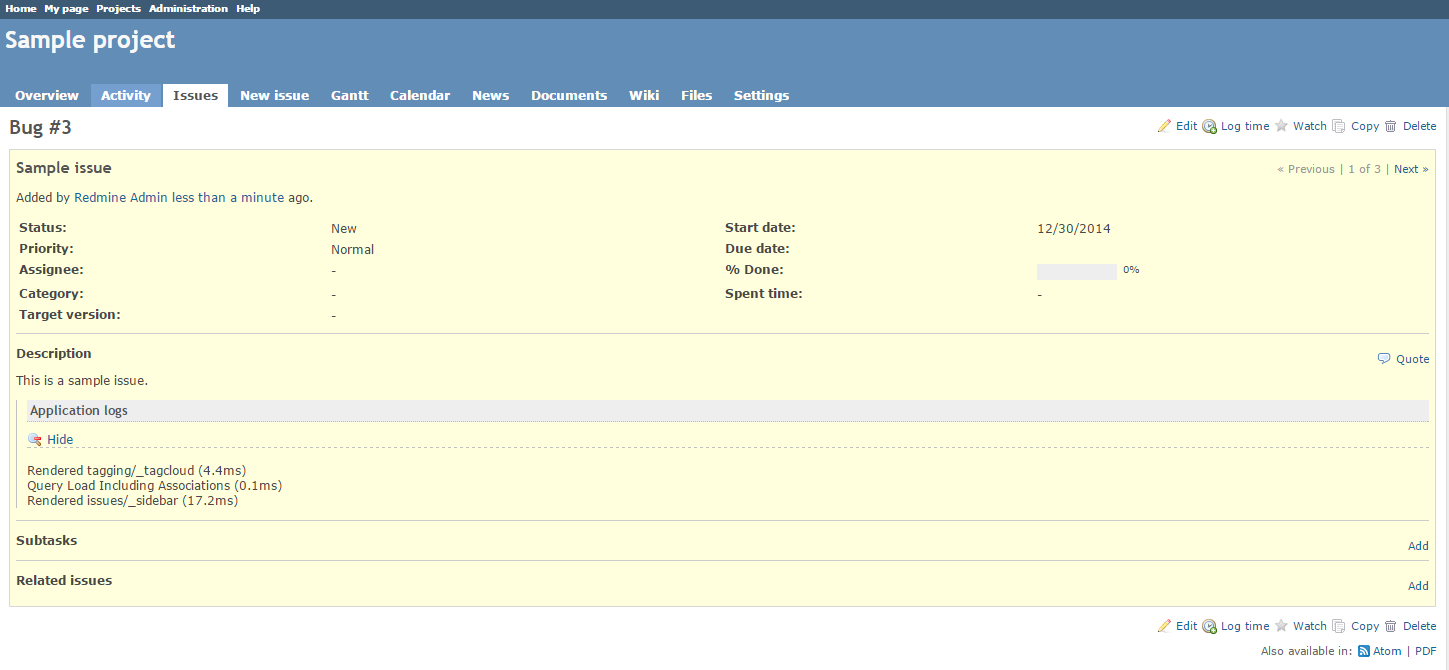 Home My page Projects Administration Help
Sample project
Overview Activity Issues New issue Gantt Calendar News Documents Wiki Files Settings
Bug #3 Edit Log time Watch Copy Delete
Sample issue « Previous | 1 of 3 | Next »
Added by Redmine Admin less than a minute ago.
Status: New Start date: 12/30/2014
Priority: Normal Due date:
Assignee: - % Done: 0%
Category: - Spent time: -
Target version: -
Description Quote
This is a sample issue.
Application logs
Hide
Rendered tagging/_tagcloud (4.4ms)
Query Load Including Associations (0.1ms)
Rendered issues/_sidebar (17.2ms)
Subtasks Add
Related issues Add
Edit Log time Watch Copy Delete
Also available in: Atom | PDF